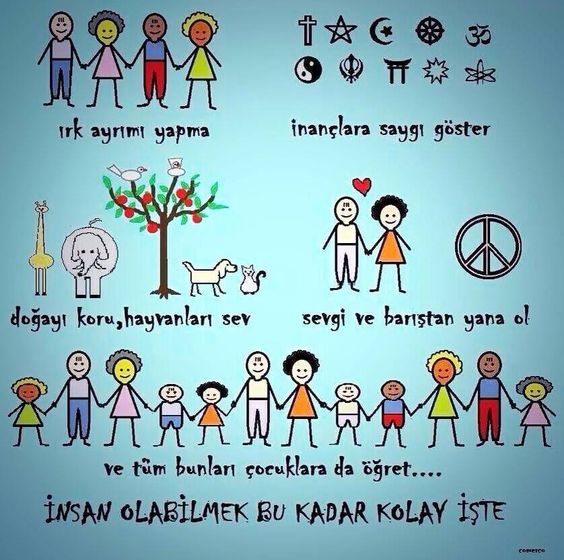 ırk ayrımı yapma
inançlara saygı göster
doğayı koru,hayvanları sev
sevgi ve barıştan yana ol
ve tüm bunları çocuklara da öğret....
İNSAN OLABİLMEK BU KADAR KOLAY İŞTE
comerco